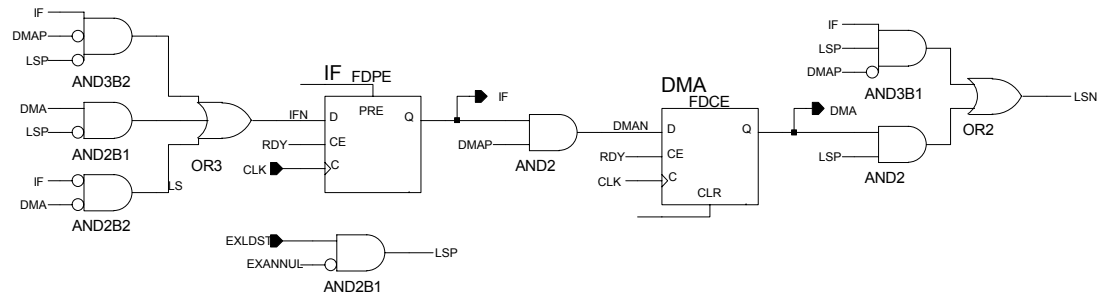 IF
DMAP
LSP
AND3B2
DMA
LSP
AND2B1
IF
DMA
AND2B2
LS
OR3
IFN
RDY
CLK
IF
FDPE
D
PRE
Q
CE
C
IF
DMAP
AND2
DMAN
RDY
CLK
DMA
FDCE
D
Q
CE
C
CLR
DMA
IF
LSP
DMAP
AND3B1
LSP
AND2
OR2
LSN
EXLDST
EXANNUL
AND2B1
LSP